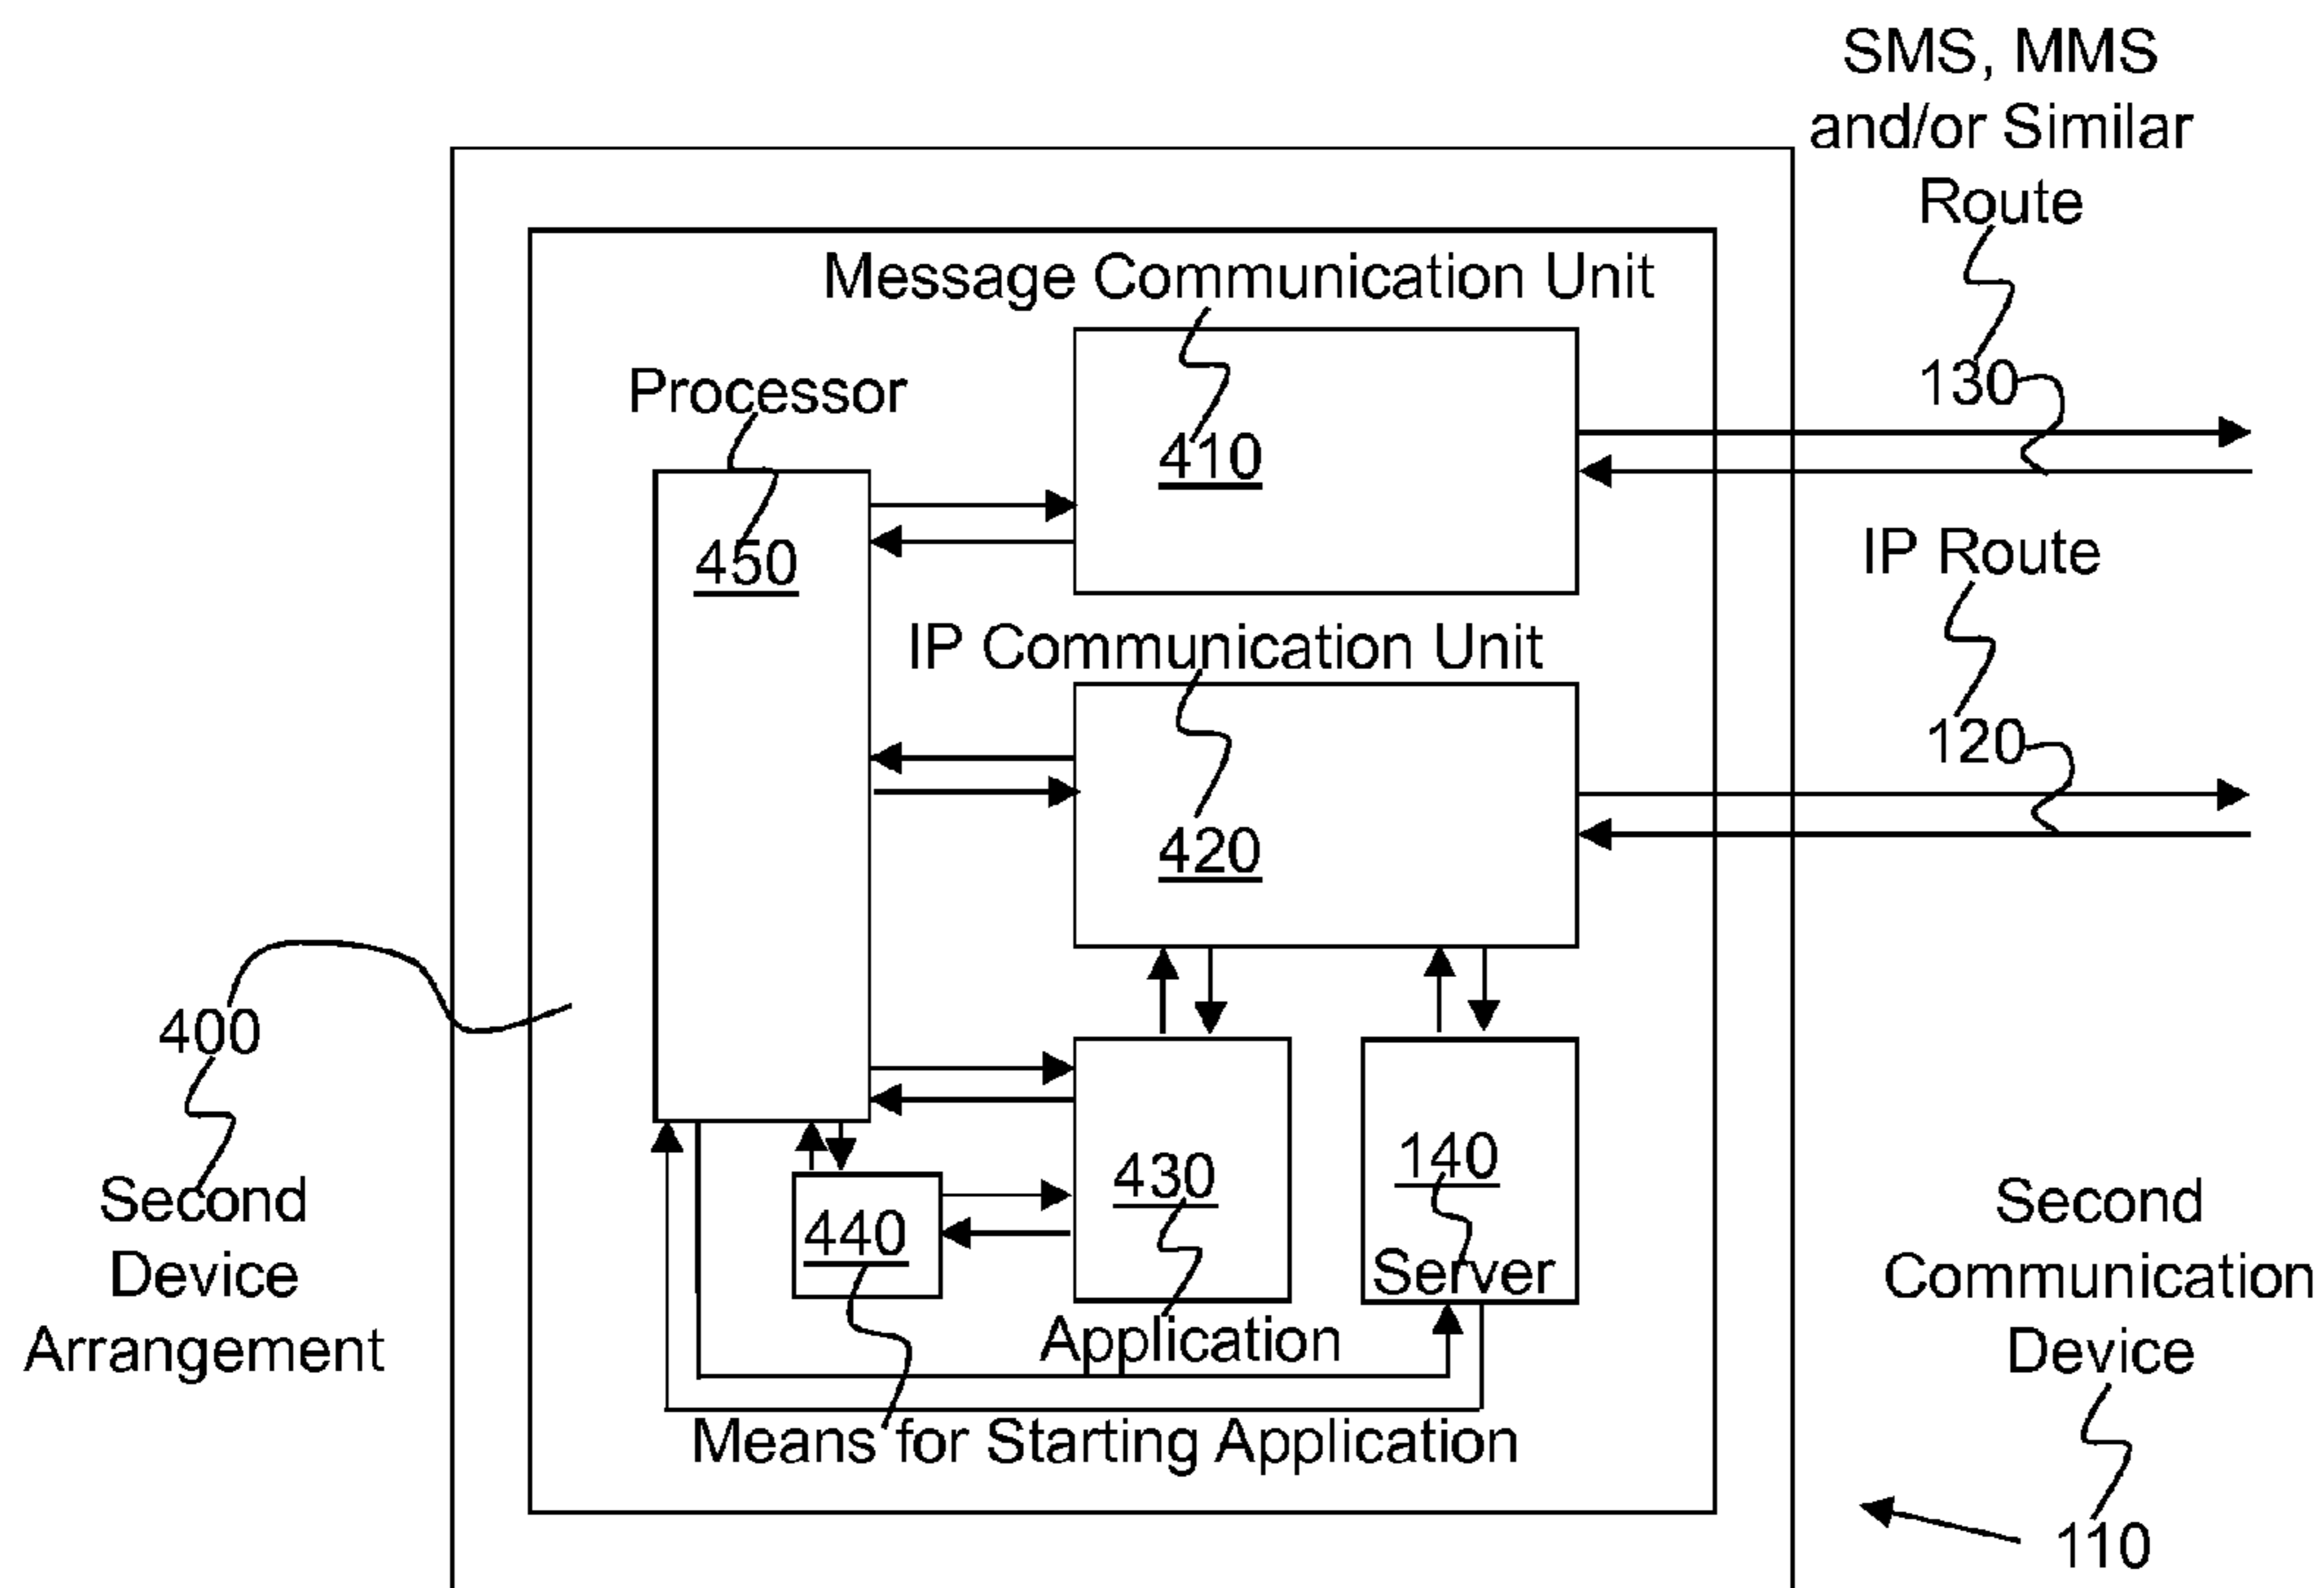 SMS, MMS
and/or Similar
Route
Message Communication Unit
Processor
130
410
450
IP Route
IP Communication Unit
120
420
400
Second
Device
Arrangement
430
140
440
Server
Application
Means for Starting Application
Second
Communication
Device
110